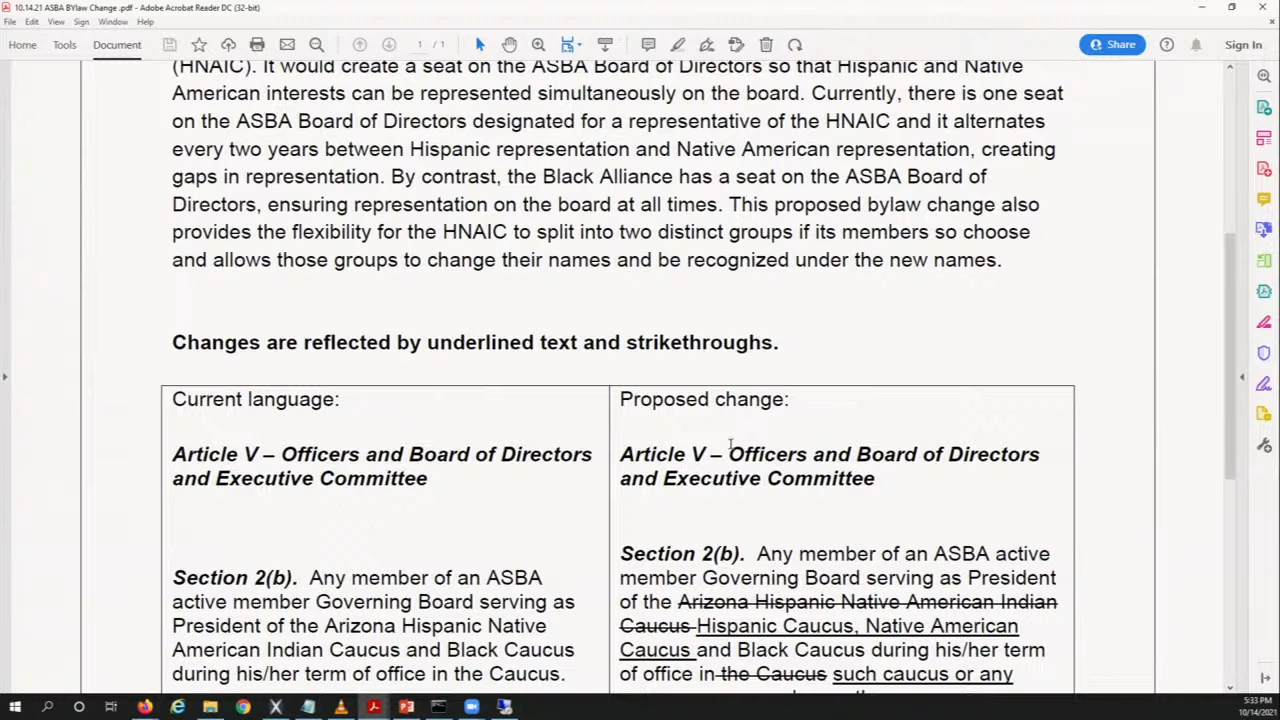 10.14.21 ASBA BYlaw Change .pdf - Adobe Acrobat Reader DC (32-bit)
File Edit View Sign Window Help
Home Tools Document 1 / 1 Share Sign In
(HNAIC). It would create a seat on the ASBA Board of Directors so that Hispanic and Native
American interests can be represented simultaneously on the board. Currently, there is one seat
on the ASBA Board of Directors designated for a representative of the HNAIC and it alternates
every two years between Hispanic representation and Native American representation, creating
gaps in representation. By contrast, the Black Alliance has a seat on the ASBA Board of
Directors, ensuring representation on the board at all times. This proposed bylaw change also
provides the flexibility for the HNAIC to split into two distinct groups if its members so choose
and allows those groups to change their names and be recognized under the new names.
Changes are reflected by underlined text and strikethroughs.
Current language:
Article V – Officers and Board of Directors
and Executive Committee
Section 2(b). Any member of an ASBA
active member Governing Board serving as
President of the Arizona Hispanic Native
American Indian Caucus and Black Caucus
during his/her term of office in the Caucus.
Proposed change:
Article V – Officers and Board of Directors
and Executive Committee
Section 2(b). Any member of an ASBA active
member Governing Board serving as President
of the Arizona Hispanic Native American Indian
Caucus Hispanic Caucus, Native American
Caucus and Black Caucus during his/her term
of office in the Caucus such caucus or any
5:33 PM
10/14/2021